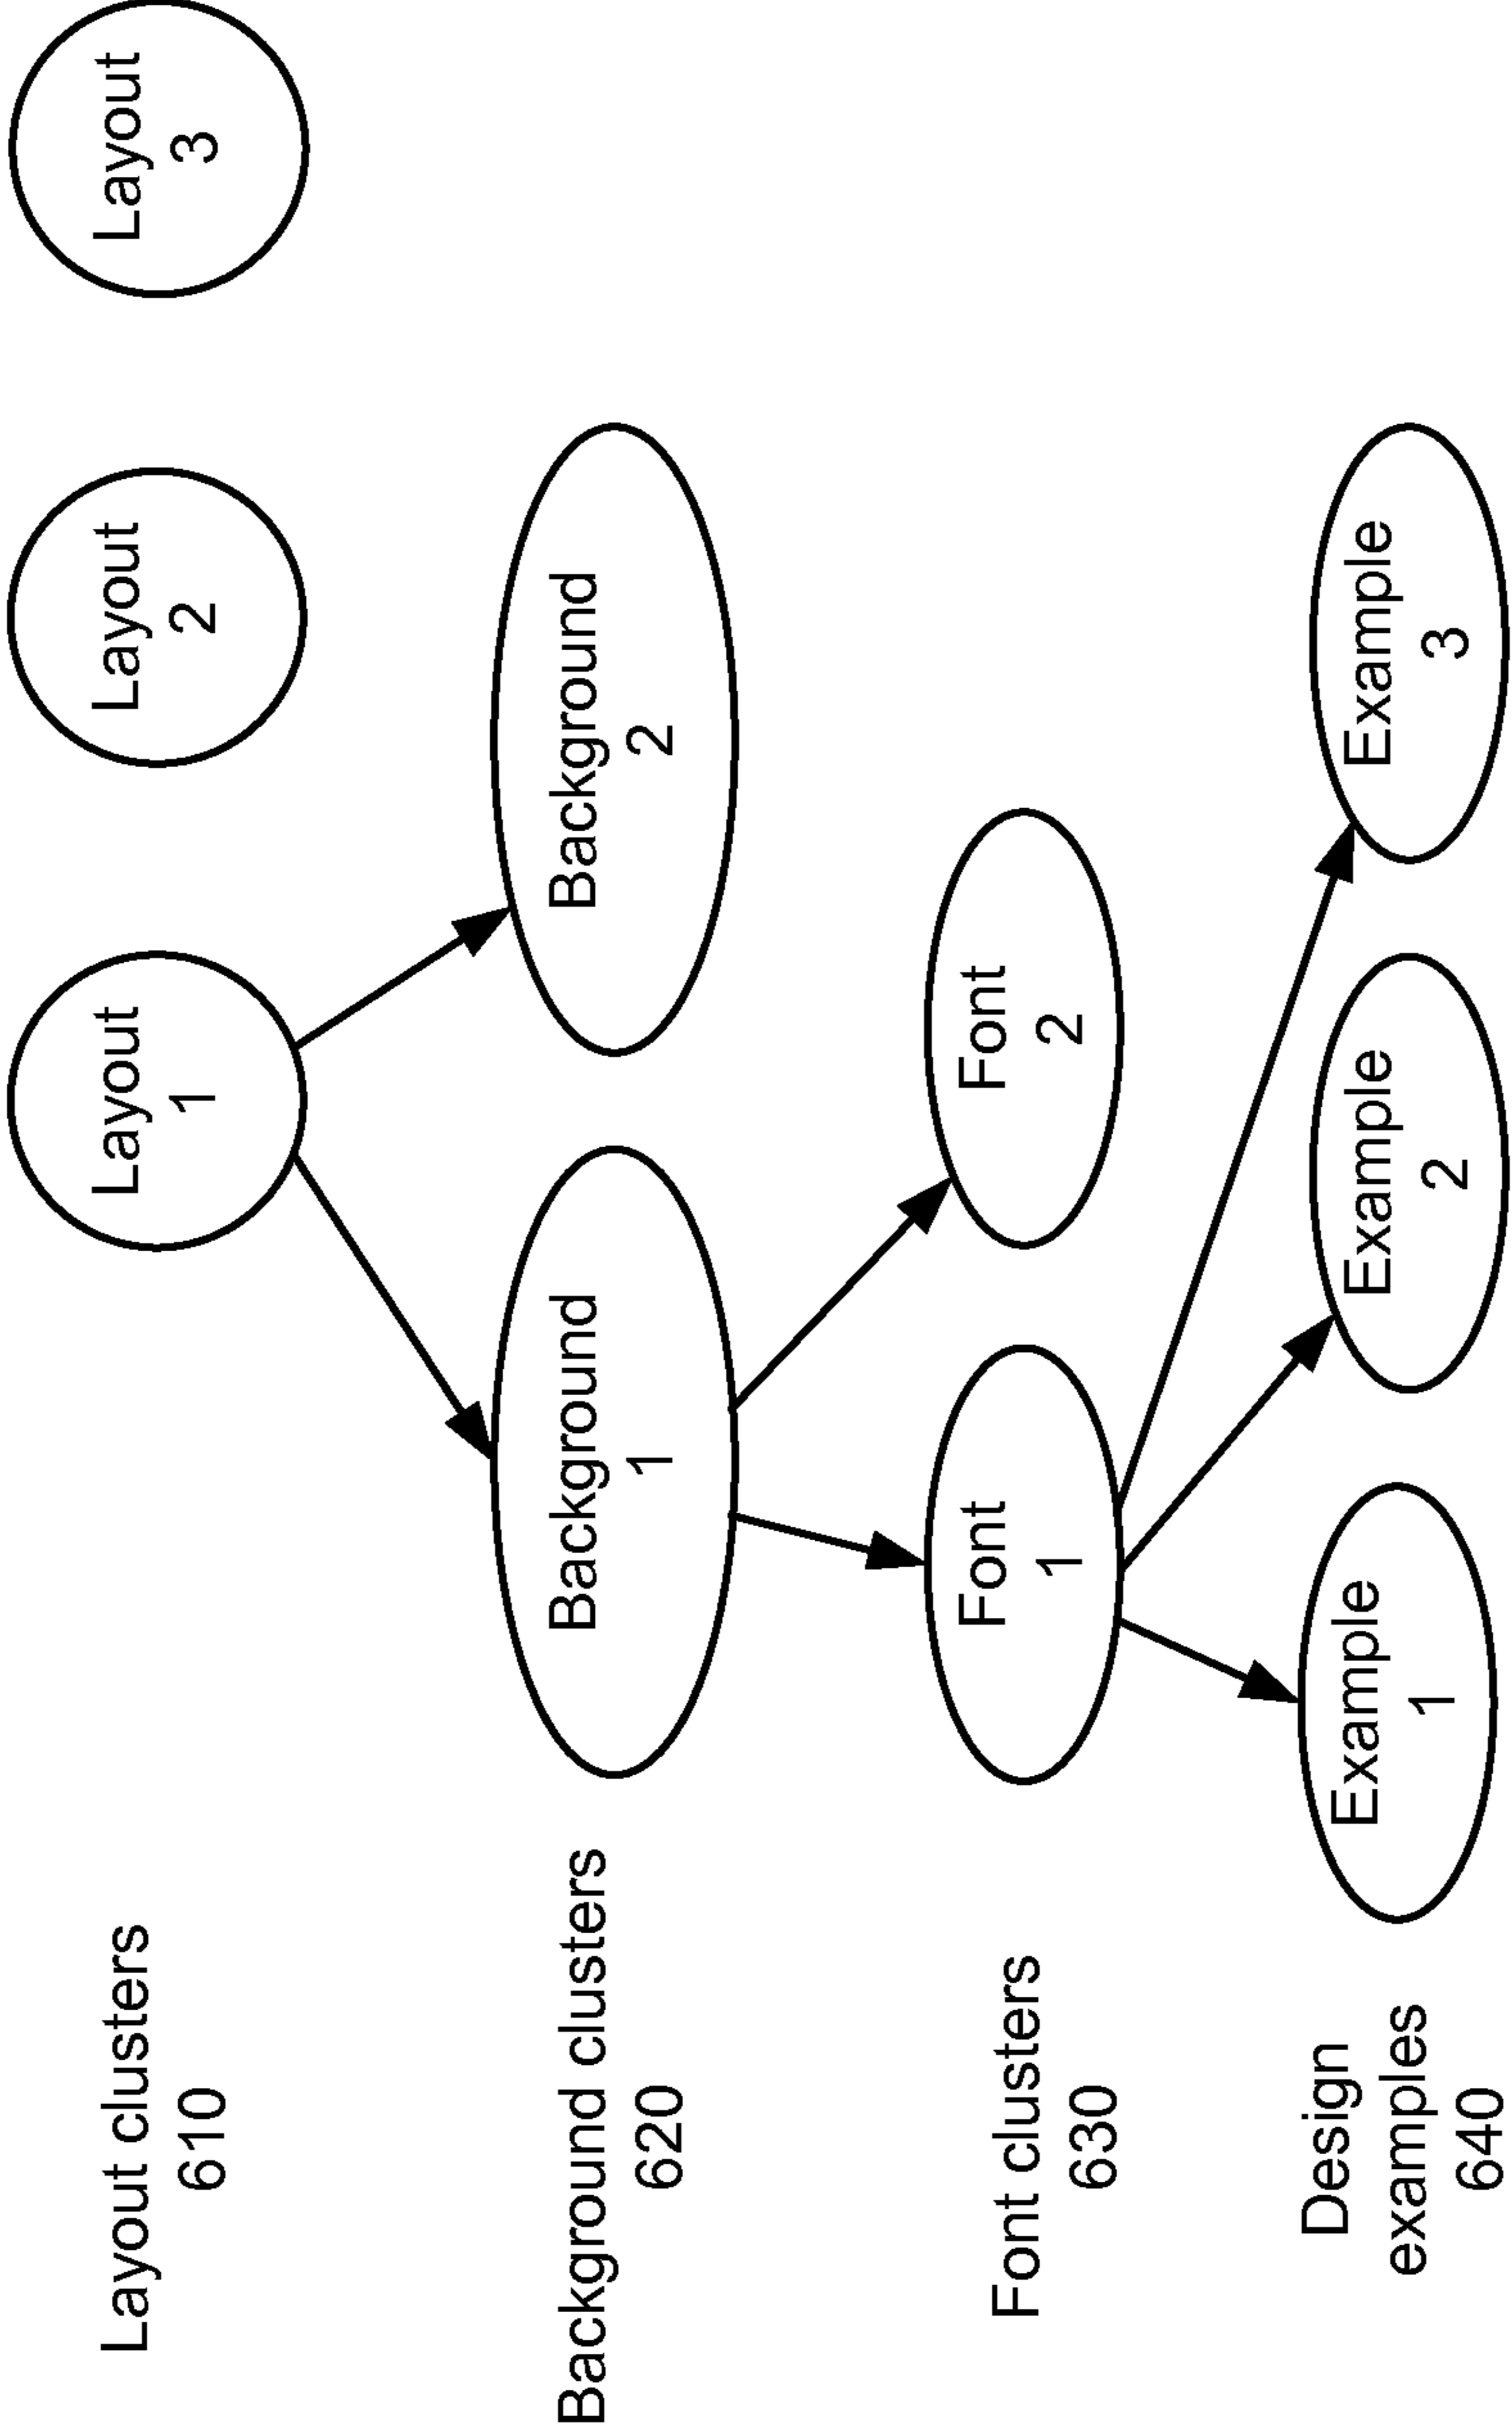 Layout clusters
610
Layout
1
Layout
2
Layout
3
Background clusters
620
Background
1
Background
2
Font clusters
630
Font
1
Font
2
Design
examples
640
Example
1
Example
2
Example
3